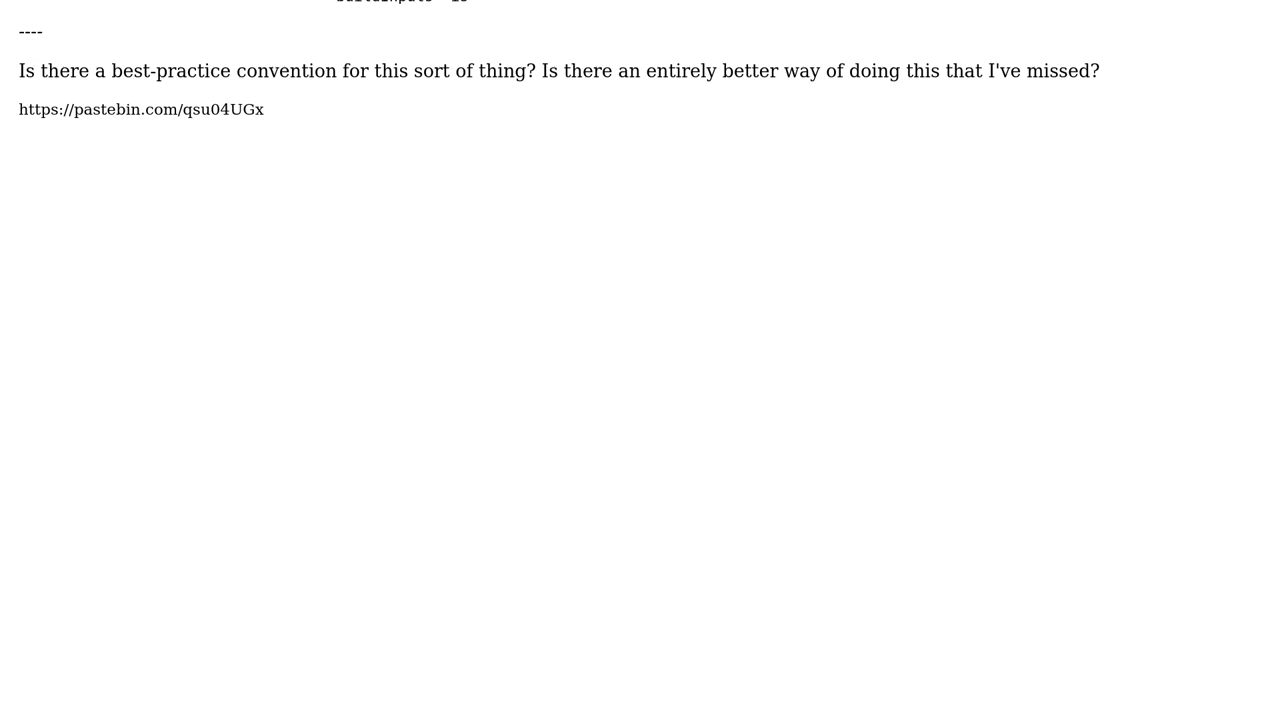 ----
Is there a best-practice convention for this sort of thing? Is there an entirely better way of doing this that I've missed?
https://pastebin.com/qsu04UGx